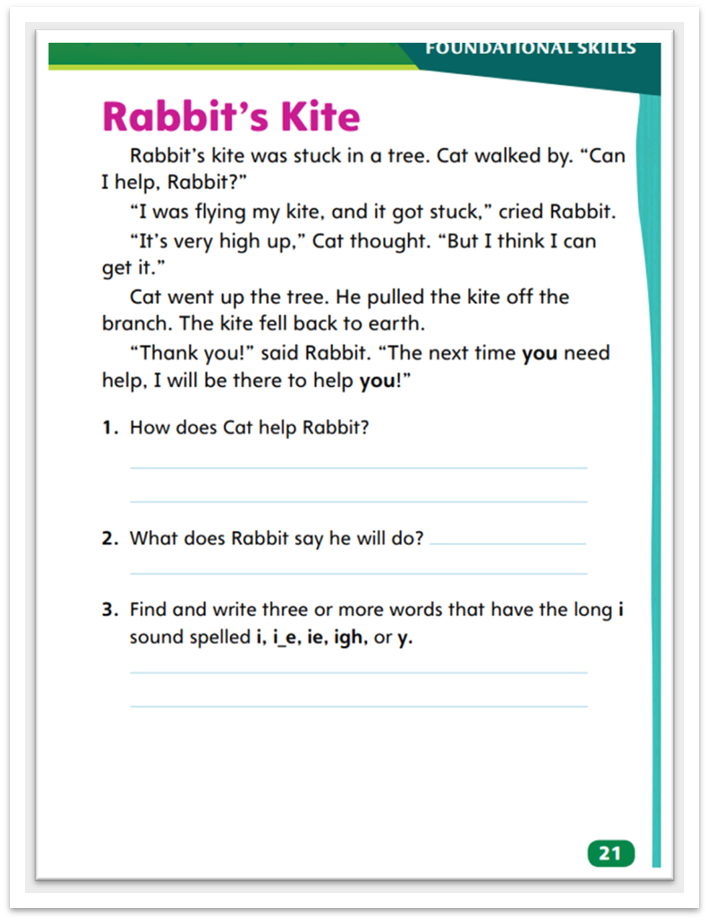 FOUNDATIONAL SKILLS
Rabbit’s Kite
Rabbit’s kite was stuck in a tree. Cat walked by. “Can
I help, Rabbit?”
“I was flying my kite, and it got stuck,” cried Rabbit.
“It’s very high up,” Cat thought. “But I think I can
get it.”
Cat went up the tree. He pulled the kite off the
branch. The kite fell back to earth.
“Thank you!” said Rabbit. “The next time you need
help, I will be there to help you!”
1. How does Cat help Rabbit?
2. What does Rabbit say he will do?
3. Find and write three or more words that have the long i
sound spelled i, i_e, ie, igh, or y.
21